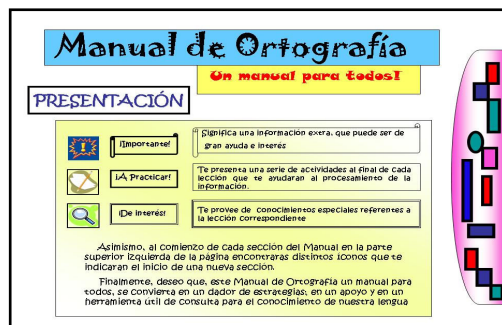 Manual de Ortografía
Un manual para todos!
PRESENTACIÓN
¡Importante!
Significa una información extra, que puede ser de
gran ayuda e interés
¡A Practicar!
Te presenta una serie de actividades al final de cada
lección que te ayudaran al procesamiento de la
información.
¡De interés!
Te provee de conocimientos especiales referentes a
la lección correspondiente
Asimismo, al comienzo de cada sección del Manual en la parte
superior izquierda de la página encontraras distintos íconos que te
indicaran el inicio de una nueva sección.
Finalmente, deseo que, este Manual de Ortografía un manual para
todos, se convierta en un dador de estrategias; en un apoyo y en un
herramienta útil de consulta para el conocimiento de nuestra lengua